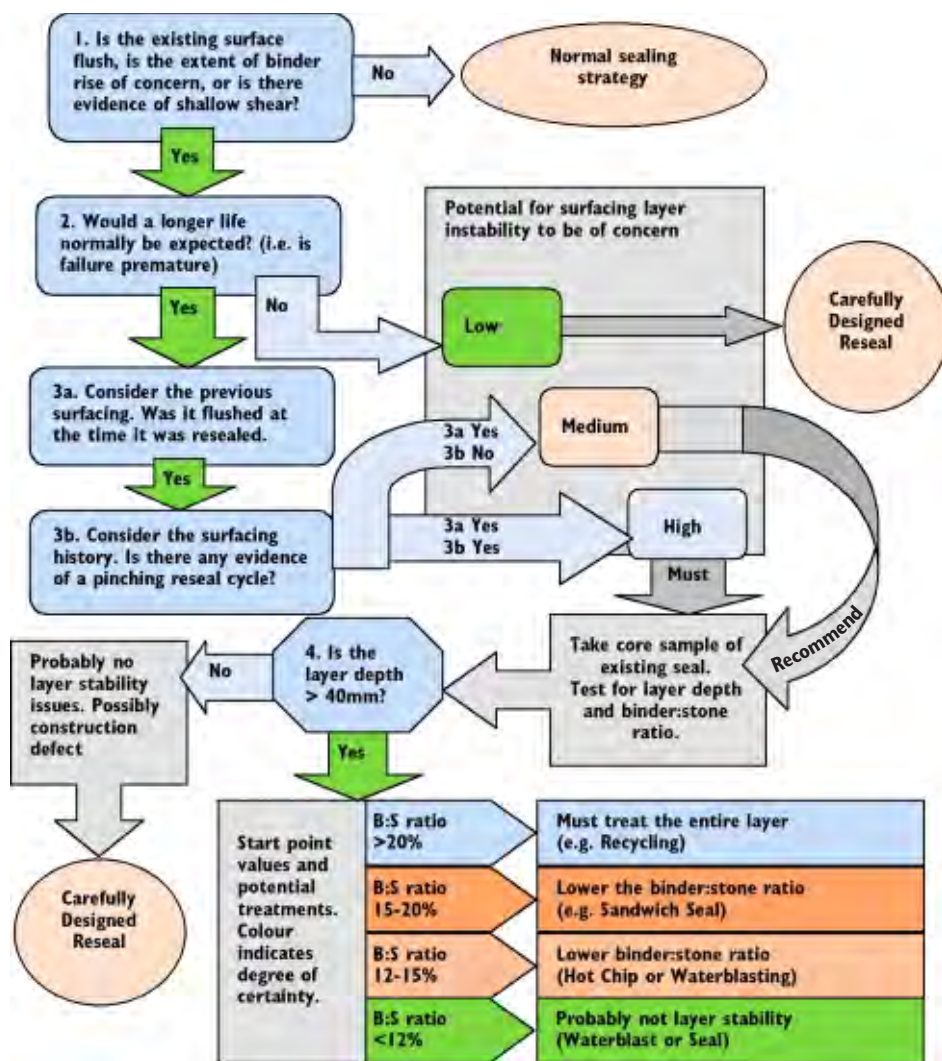 1. Is the existing surface
flush, is the extent of binder
rise of concern, or is there
evidence of shallow shear?
No
Normal sealing
strategy
Yes
2. Would a longer life
normally be expected? (i.e. is
failure premature)
Yes
No
Potential for surfacing layer
instability to be of concern
Low
Carefully
Designed
Reseal
3a. Consider the previous
surfacing. Was it flushed at
the time it was resealed.
Yes
3a Yes
3b No
Medium
3b. Consider the surfacing
history. Is there any evidence
of a pinching reseal cycle?
3a Yes
3b Yes
High
Must
Recommend
Take core sample of
existing seal.
Test for layer depth
and binder:stone
ratio.
4. Is the
layer depth
> 40mm?
No
Probably no
layer stability
issues. Possibly
construction
defect
Carefully
Designed
Reseal
Yes
Start point
values and
potential
treatments.
Colour
indicates
degree of
certainty.
B:S ratio
>20%
Must treat the entire layer
(e.g. Recycling)
B:S ratio
15-20%
Lower the binder:stone ratio
(e.g. Sandwich Seal)
B:S ratio
12-15%
Lower binder:stone ratio
(Hot Chip or Waterblasting)
B:S ratio
<12%
Probably not layer stability
(Waterblast or Seal)